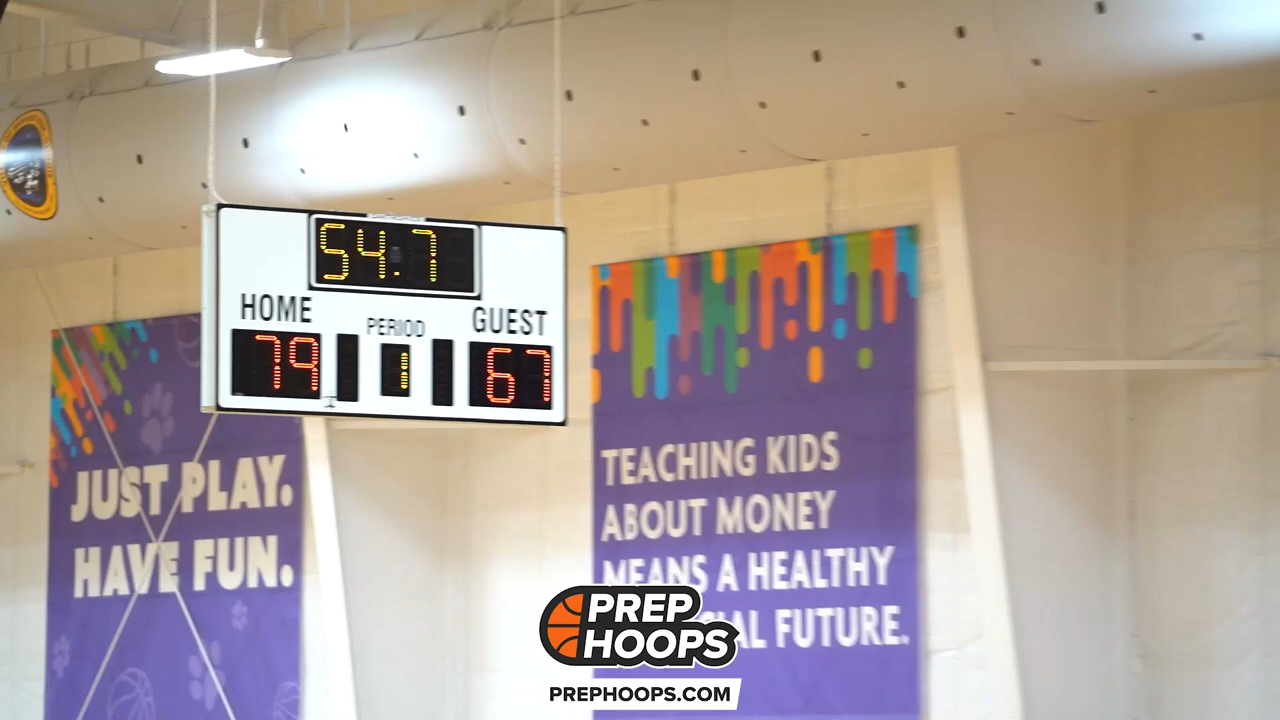 54.7
HOME
PERIOD
GUEST
79
1
67
JUST PLAY.
HAVE FUN.
TEACHING KIDS
ABOUT MONEY
MEANS A HEALTHY
FUTURE.
PREP
HOOPS
PREPHOOPS.COM